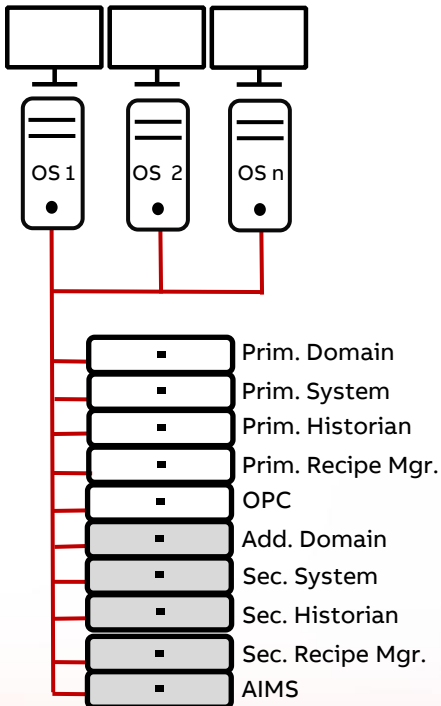 OS 1
OS 2
OS n
Prim. Domain
Prim. System
Prim. Historian
Prim. Recipe Mgr.
OPC
Add. Domain
Sec. System
Sec. Historian
Sec. Recipe Mgr.
AIMS